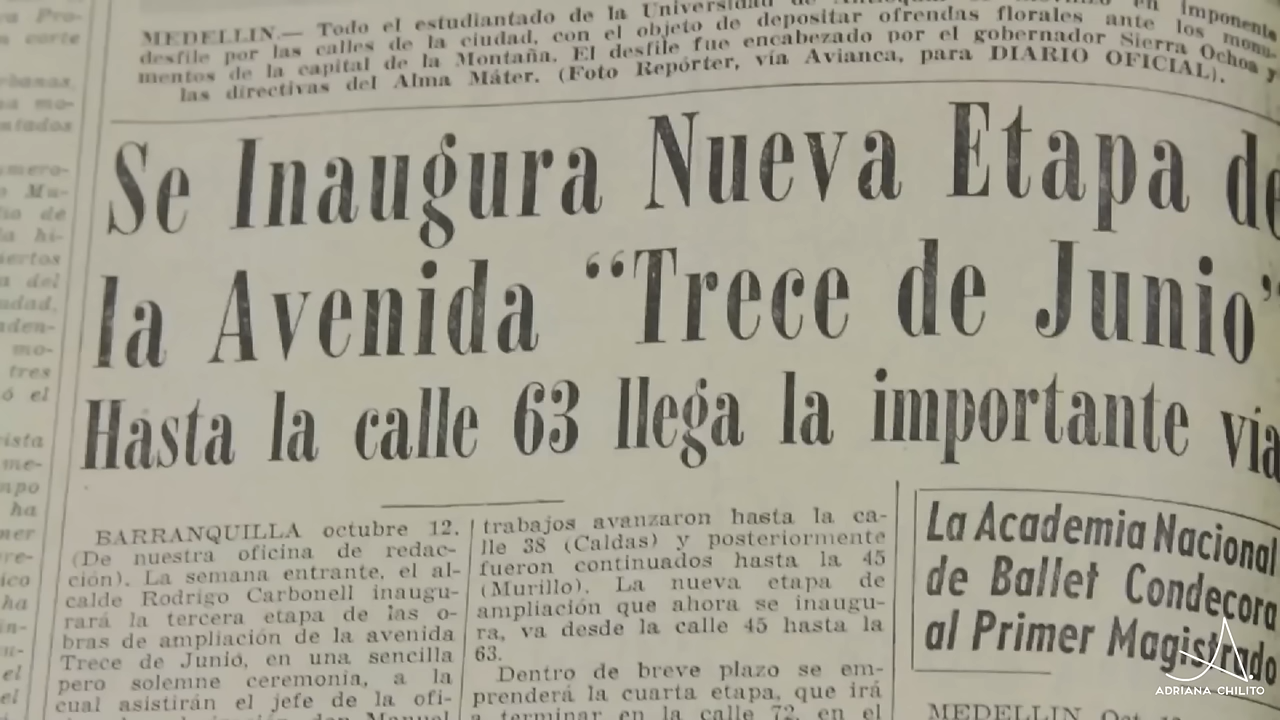 MEDELLIN.— Todo el estudiantado de la Universidad de Antioquia en imponente
desfile por las calles de la ciudad, con el objeto de depositar ofrendas florales ante los monu-
mentos de la capital de la Montaña. El desfile fue encabezado por el gobernador Sierra Ochoa y
las directivas del Alma Máter. (Foto Repórter, vía Avianca, para DIARIO OFICIAL).
Se Inaugura Nueva Etapa de
la Avenida “Trece de Junio”
Hasta la calle 63 llega la importante vía
BARRANQUILLA octubre 12.
(De nuestra oficina de redac-
ción). La semana entrante, el al-
calde Rodrigo Carbonell inaugu-
rará la tercera etapa de las o-
bras de ampliación de la avenida
Trece de Junio, en una sencilla
pero solemne ceremonia, a la
cual asistirán el jefe de la ofi-
trabajos avanzaron hasta la ca-
lle 38 (Caldas) y posteriormente
fueron continuados hasta la 45
(Murillo). La nueva etapa de
ampliación que ahora se inaugu-
ra, va desde la calle 45 hasta la
63.
Dentro de breve plazo se em-
prenderá la cuarta etapa, que irá
a terminar en la calle 72, en el
La Academia Nacional
de Ballet Condecora
al Primer Magistrado
MEDELLIN Oct. 12
ADRIANA CHILITO